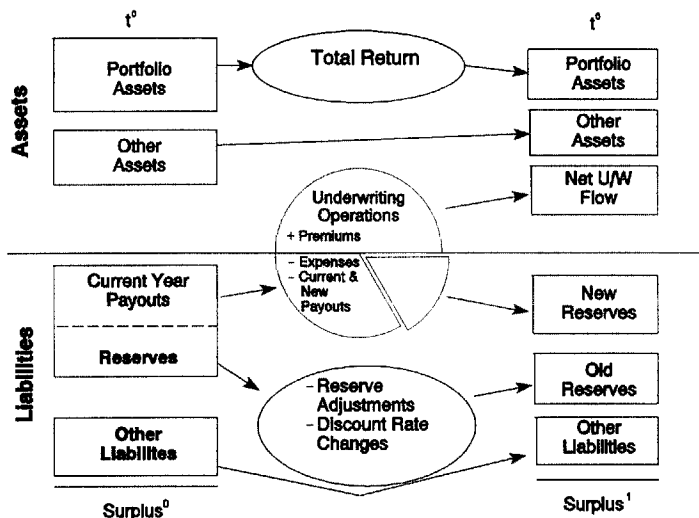 t⁰
t⁶
Assets
Portfolio
Assets
Total Return
Portfolio
Assets
Other
Assets
Other
Assets
Underwriting
Operations
+ Premiums
Net U/W
Flow
– Expenses
– Current &
New
Payouts
Current Year
Payouts
New
Reserves
Liabilities
Reserves
– Reserve
Adjustments
– Discount Rate
Changes
Old
Reserves
Other
Liabilites
Other
Liabilities
Surplus⁰
Surplus¹